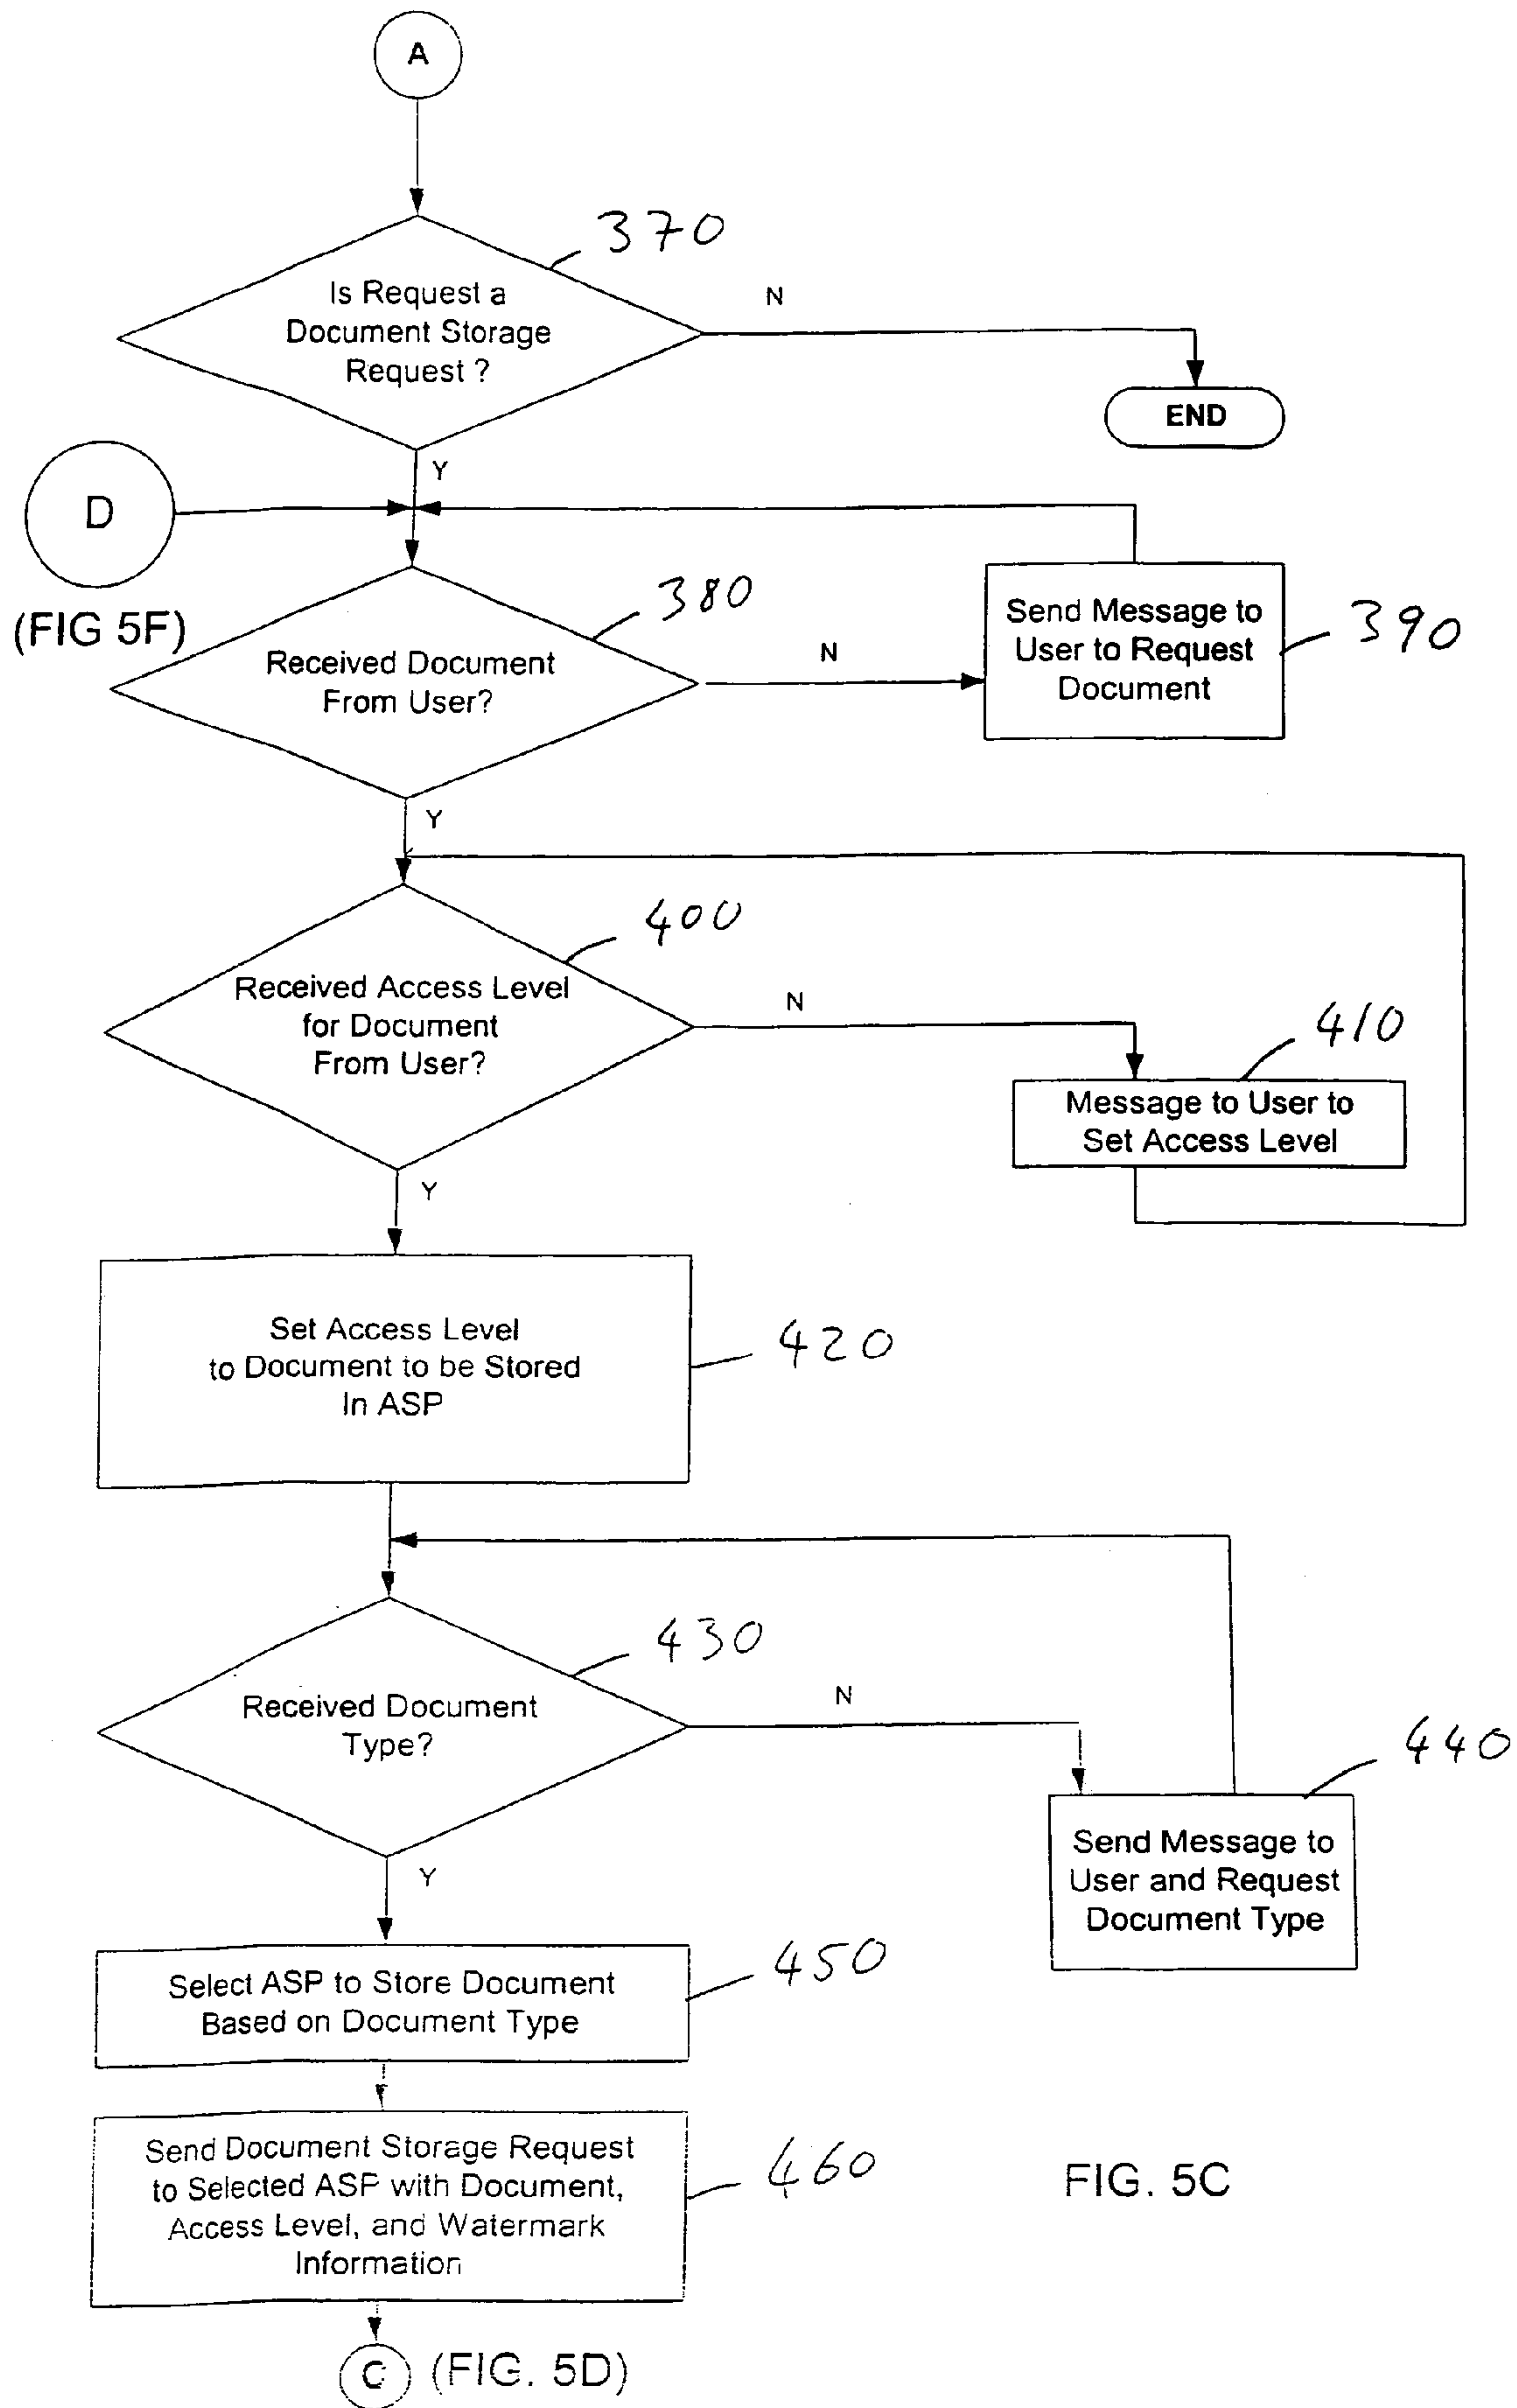 A
370
Is Request a
Document Storage
Request ?
N
END
Y
D
(FIG 5F)
380
Received Document
From User?
N
Send Message to
User to Request
Document
390
Y
400
Received Access Level
for Document
From User?
N
410
Message to User to
Set Access Level
Y
Set Access Level
to Document to be Stored
In ASP
420
430
Received Document
Type?
N
440
Send Message to
User and Request
Document Type
Y
Select ASP to Store Document
Based on Document Type
450
Send Document Storage Request
to Selected ASP with Document,
Access Level, and Watermark
Information
460
FIG. 5C
C
(FIG. 5D)